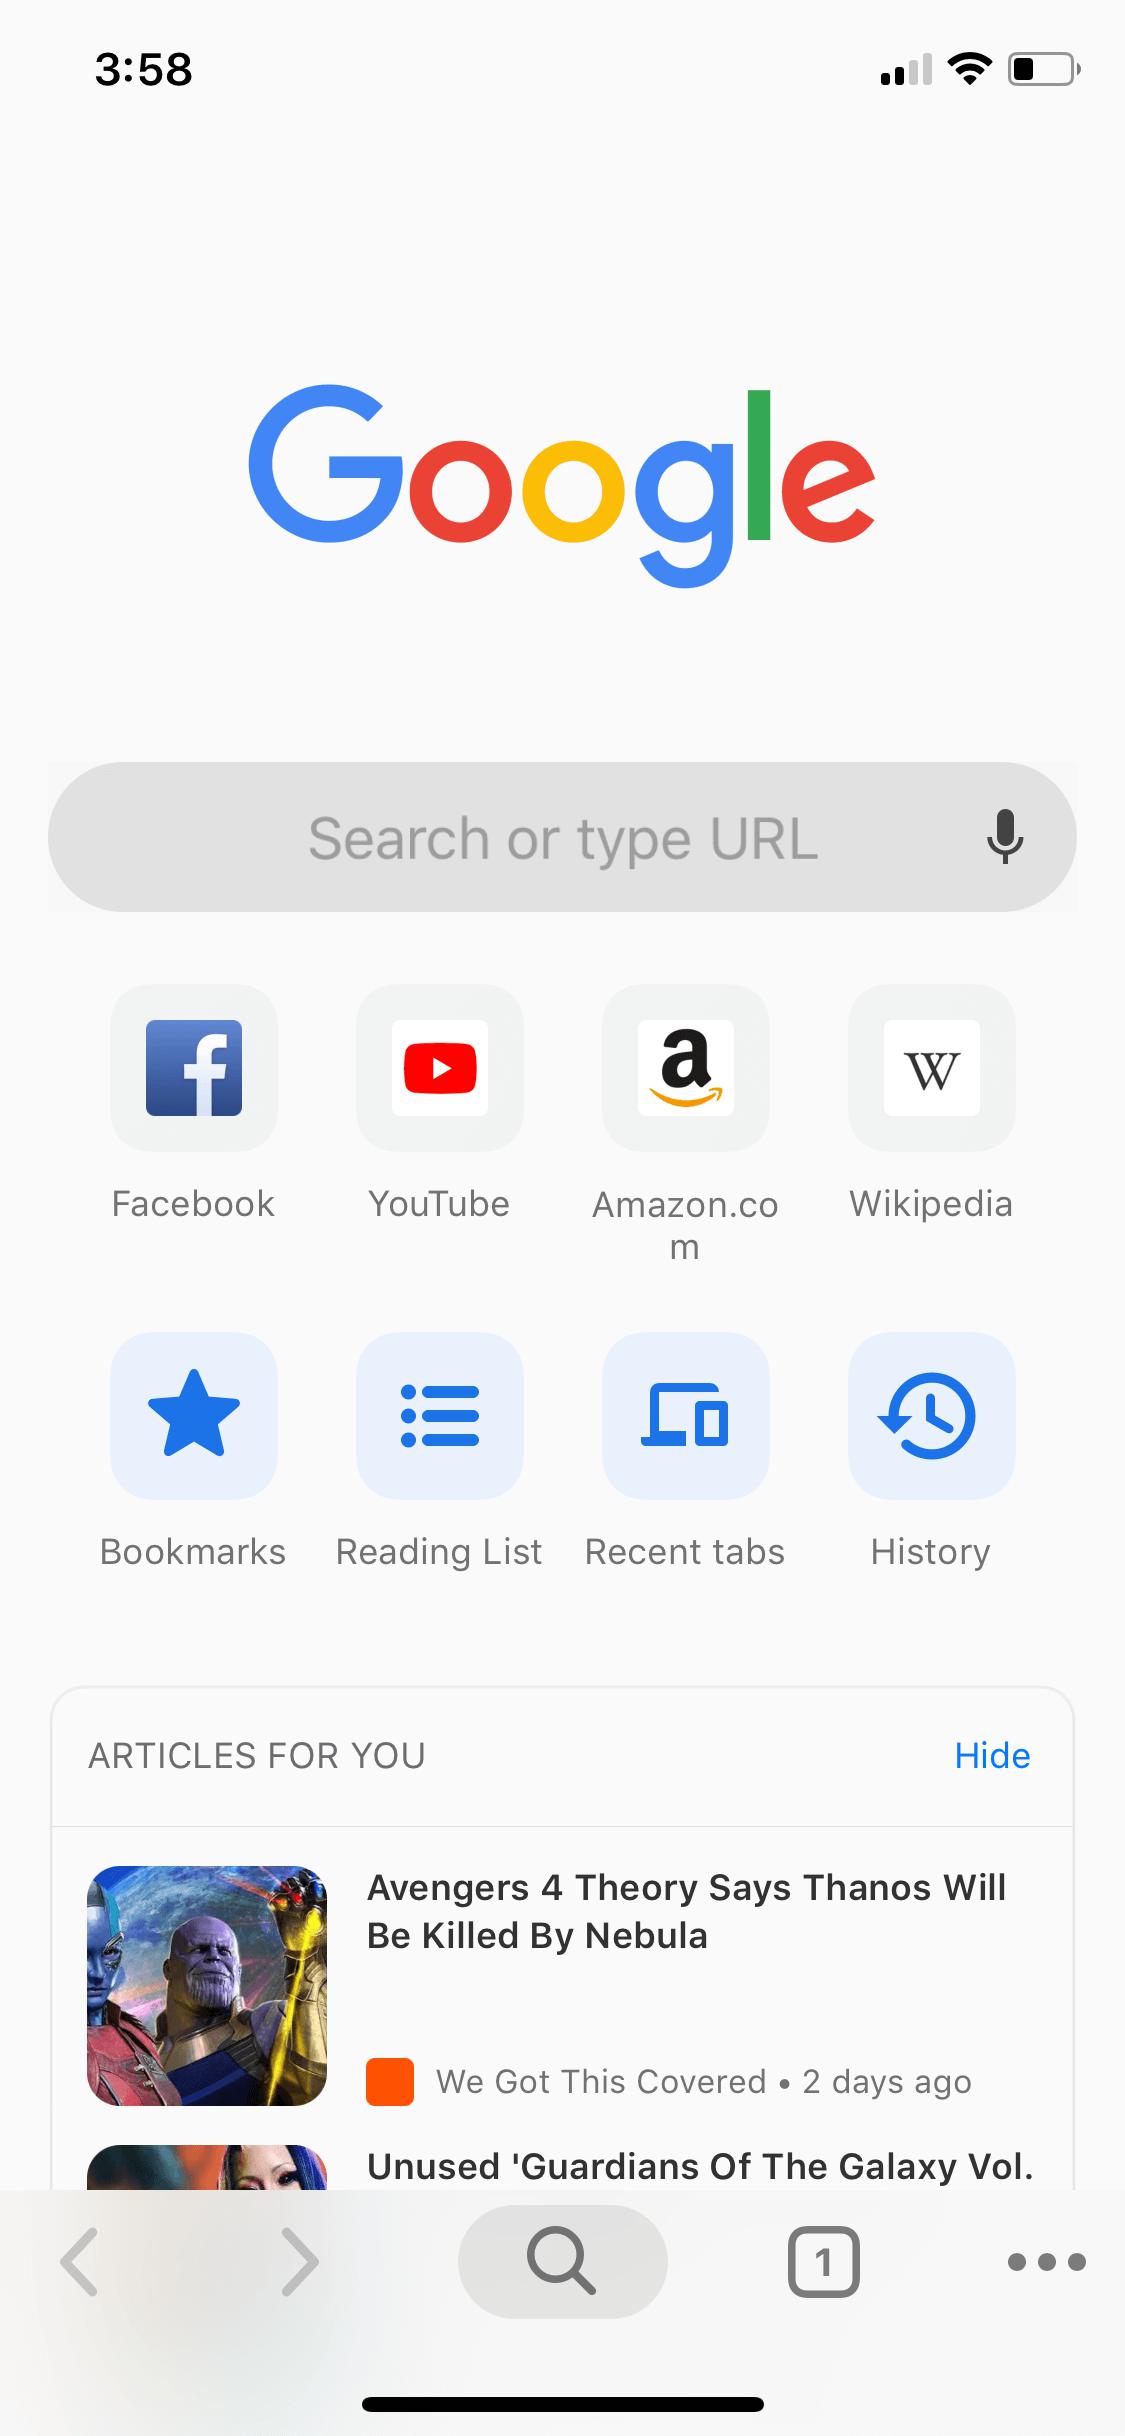 3:58
Google
Search or type URL
Facebook
YouTube
Amazon.co
m
Wikipedia
Bookmarks
Reading List
Recent tabs
History
ARTICLES FOR YOU
Hide
Avengers 4 Theory Says Thanos Will
Be Killed By Nebula
We Got This Covered • 2 days ago
Unused 'Guardians Of The Galaxy Vol.
1